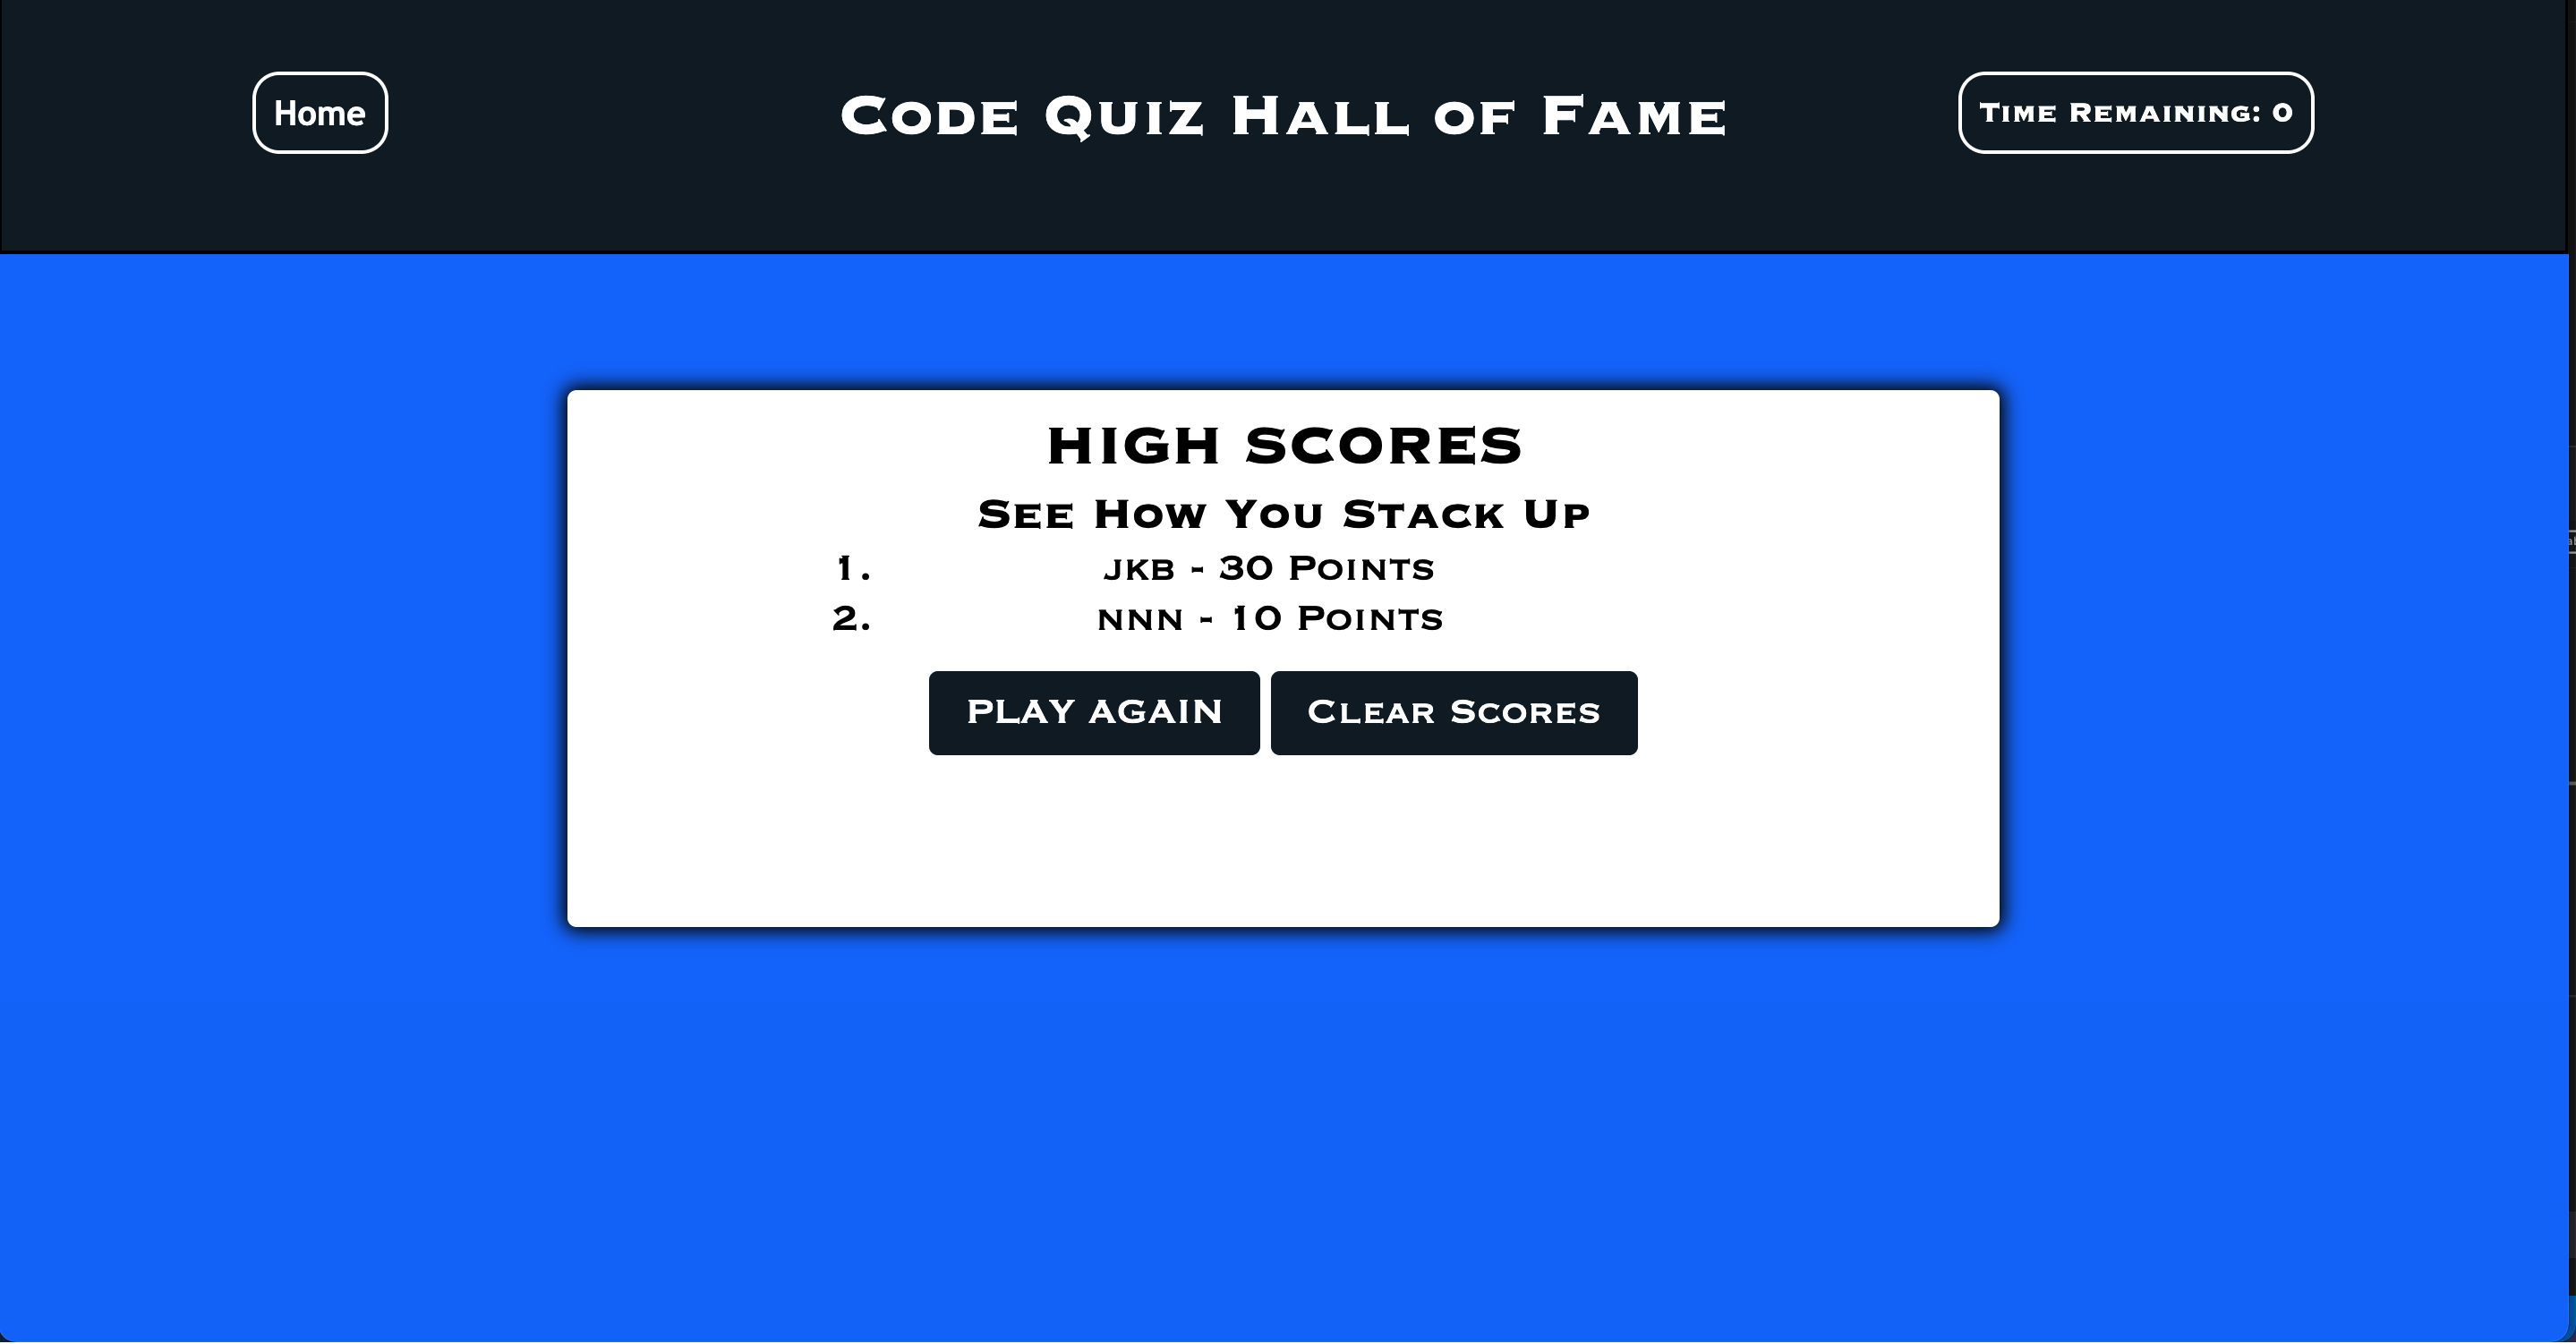 Home
Code Quiz Hall of Fame
Time Remaining: 0
HIGH SCORES
See How You Stack Up
1. jkb - 30 Points
2. nnn - 10 Points
PLAY AGAIN
Clear Scores